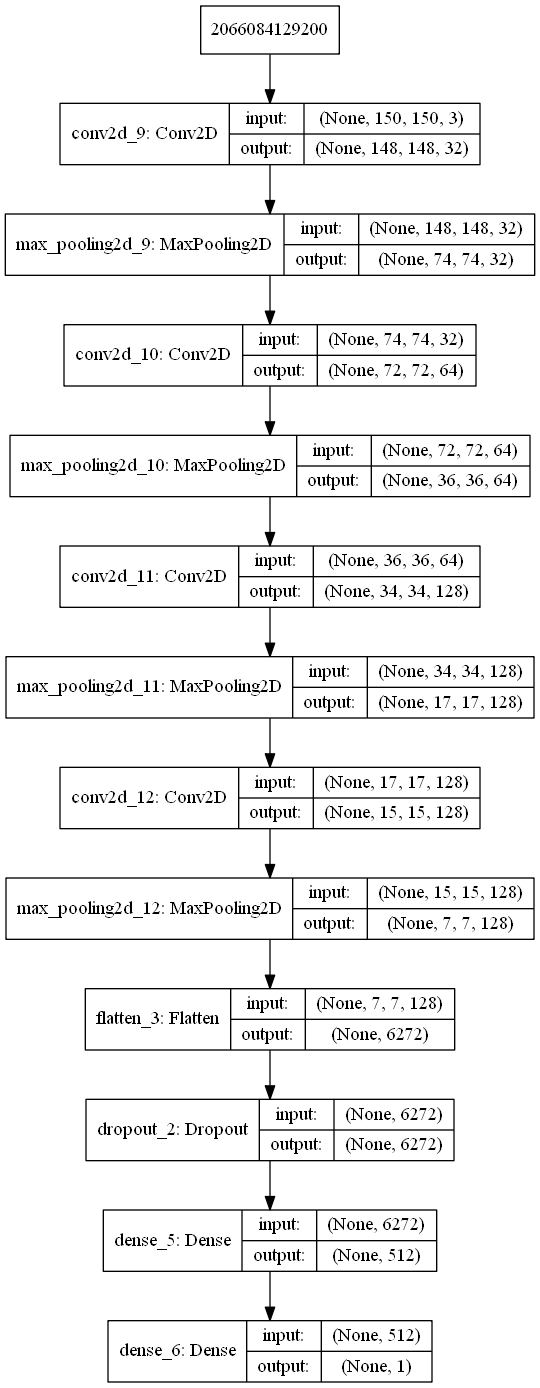 2066084129200
conv2d_9: Conv2D
input:
(None, 150, 150, 3)
output:
(None, 148, 148, 32)
max_pooling2d_9: MaxPooling2D
input:
(None, 148, 148, 32)
output:
(None, 74, 74, 32)
conv2d_10: Conv2D
input:
(None, 74, 74, 32)
output:
(None, 72, 72, 64)
max_pooling2d_10: MaxPooling2D
input:
(None, 72, 72, 64)
output:
(None, 36, 36, 64)
conv2d_11: Conv2D
input:
(None, 36, 36, 64)
output:
(None, 34, 34, 128)
max_pooling2d_11: MaxPooling2D
input:
(None, 34, 34, 128)
output:
(None, 17, 17, 128)
conv2d_12: Conv2D
input:
(None, 17, 17, 128)
output:
(None, 15, 15, 128)
max_pooling2d_12: MaxPooling2D
input:
(None, 15, 15, 128)
output:
(None, 7, 7, 128)
flatten_3: Flatten
input:
(None, 7, 7, 128)
output:
(None, 6272)
dropout_2: Dropout
input:
(None, 6272)
output:
(None, 6272)
dense_5: Dense
input:
(None, 6272)
output:
(None, 512)
dense_6: Dense
input:
(None, 512)
output:
(None, 1)